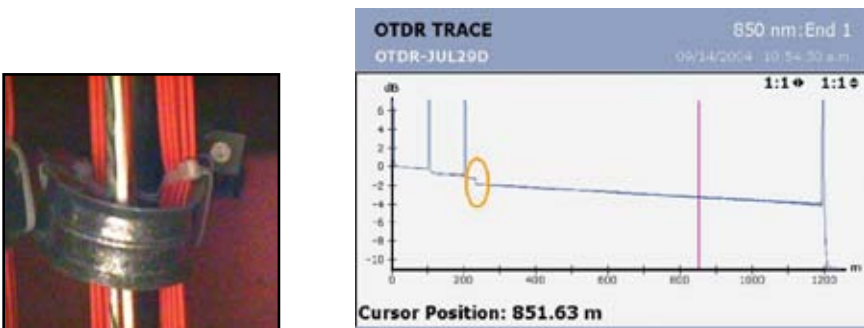 OTDR TRACE
850 nm:End 1
OTDR-JUL29D
09/14/2004 10:54:30 a.m.
1:1 1:1
dB
6
4
2
0
-2
-4
-6
-8
-10
0 200 400 600 800 1000 1200 m
Cursor Position: 851.63 m